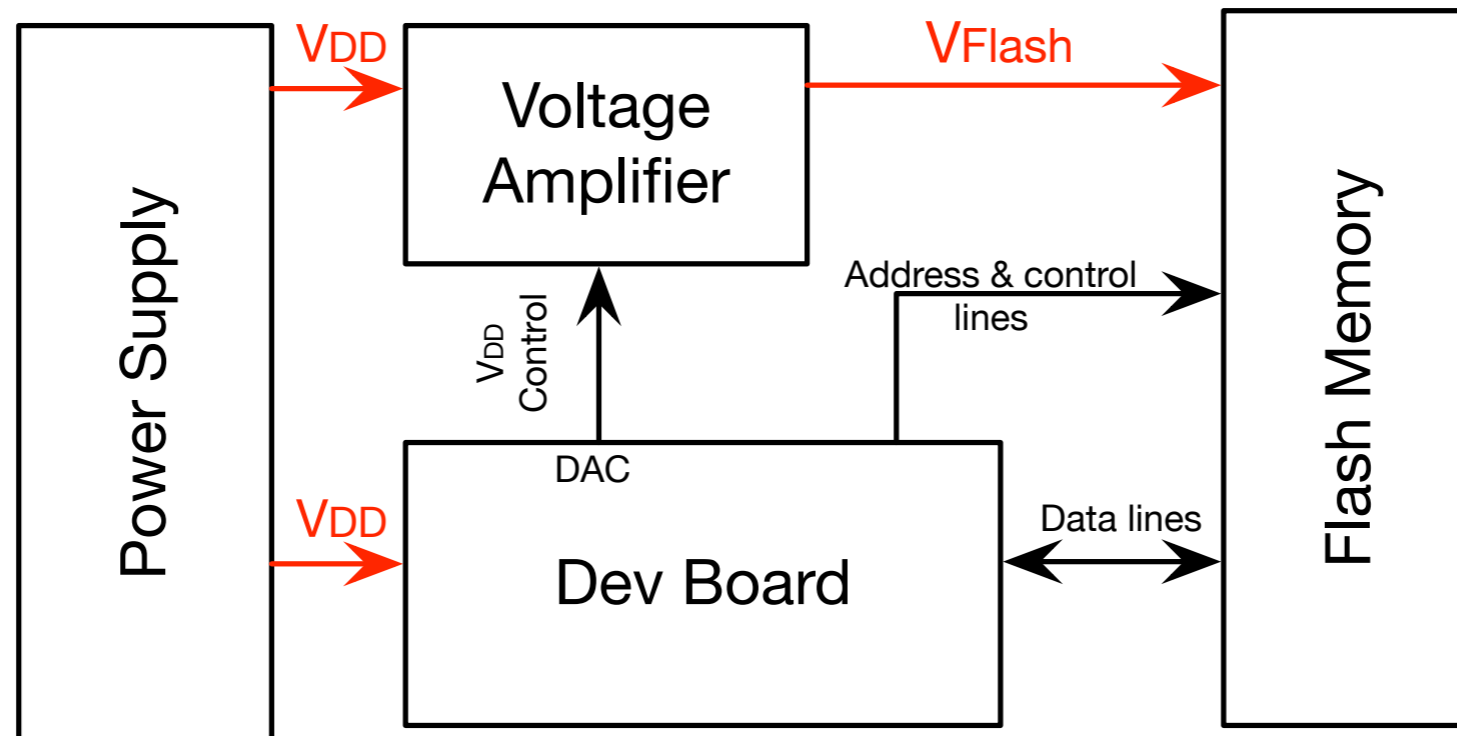 Power Supply
VDD
Voltage
Amplifier
VFlash
Flash Memory
Address & control
lines
VDD
Control
DAC
VDD
Dev Board
Data lines